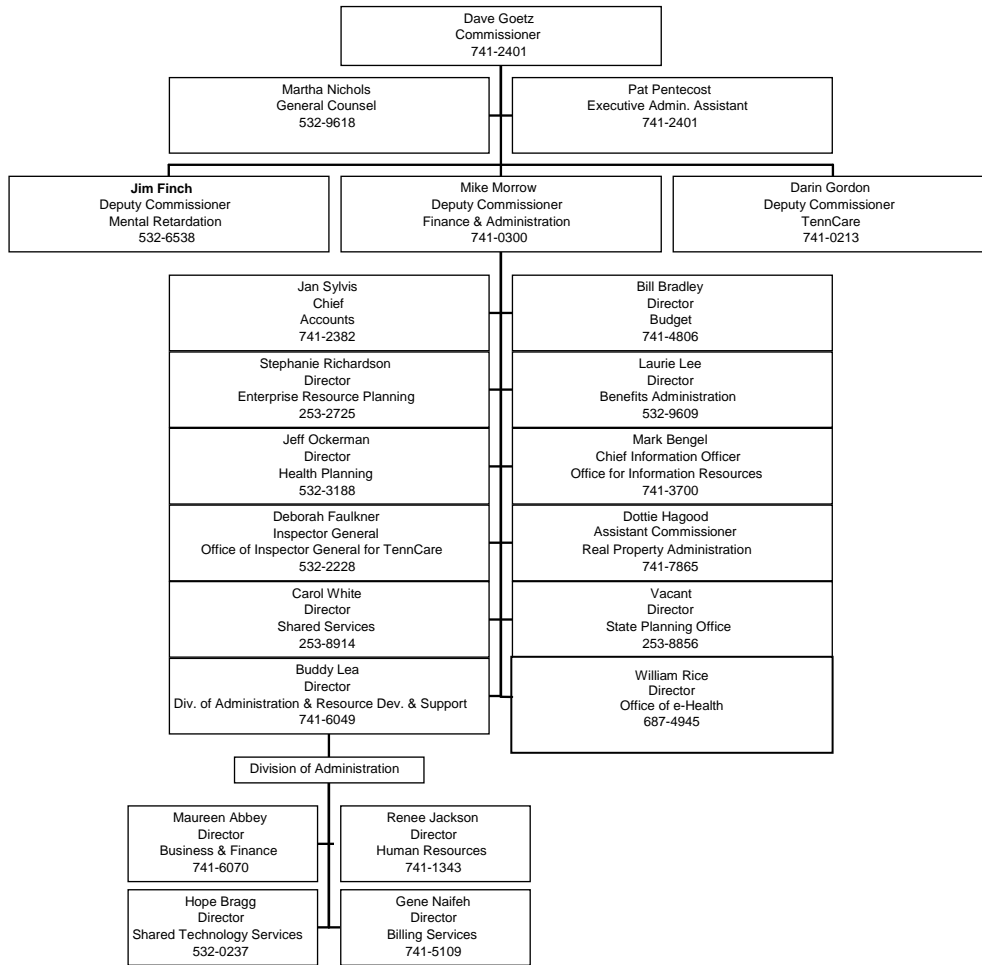 Dave Goetz
Commissioner
741-2401
Martha Nichols
General Counsel
532-9618
Pat Pentecost
Executive Admin. Assistant
741-2401
Jim Finch
Deputy Commissioner
Mental Retardation
532-6538
Mike Morrow
Deputy Commissioner
Finance & Administration
741-0300
Darin Gordon
Deputy Commissioner
TennCare
741-0213
Jan Sylvis
Chief
Accounts
741-2382
Bill Bradley
Director
Budget
741-4806
Stephanie Richardson
Director
Enterprise Resource Planning
253-2725
Laurie Lee
Director
Benefits Administration
532-9609
Jeff Ockerman
Director
Health Planning
532-3188
Mark Bengel
Chief Information Officer
Office for Information Resources
741-3700
Deborah Faulkner
Inspector General
Office of Inspector General for TennCare
532-2228
Dottie Hagood
Assistant Commissioner
Real Property Administration
741-7865
Carol White
Director
Shared Services
253-8914
Vacant
Director
State Planning Office
253-8856
Buddy Lea
Director
Div. of Administration & Resource Dev. & Support
741-6049
William Rice
Director
Office of e-Health
687-4945
Division of Administration
Maureen Abbey
Director
Business & Finance
741-6070
Renee Jackson
Director
Human Resources
741-1343
Hope Bragg
Director
Shared Technology Services
532-0237
Gene Naifeh
Director
Billing Services
741-5109